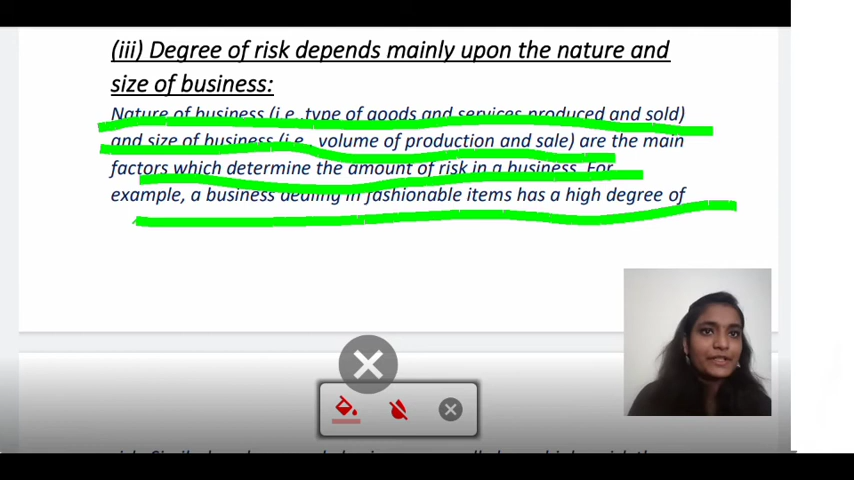 (iii) Degree of risk depends mainly upon the nature and
size of business:
Nature of business (i.e.,type of goods and services produced and sold)
and size of business (i.e., volume of production and sale) are the main
factors which determine the amount of risk in a business. For
example, a business dealing in fashionable items has a high degree of